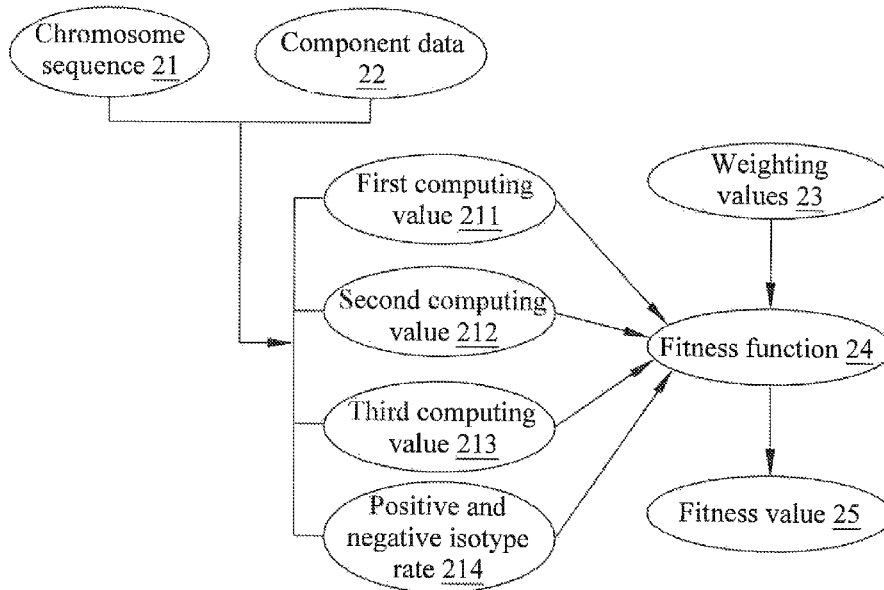 Chromosome
sequence 21
Component data
22
First computing
value 211
Weighting
values 23
Second computing
value 212
Fitness function 24
Third computing
value 213
Positive and
negative isotype
rate 214
Fitness value 25